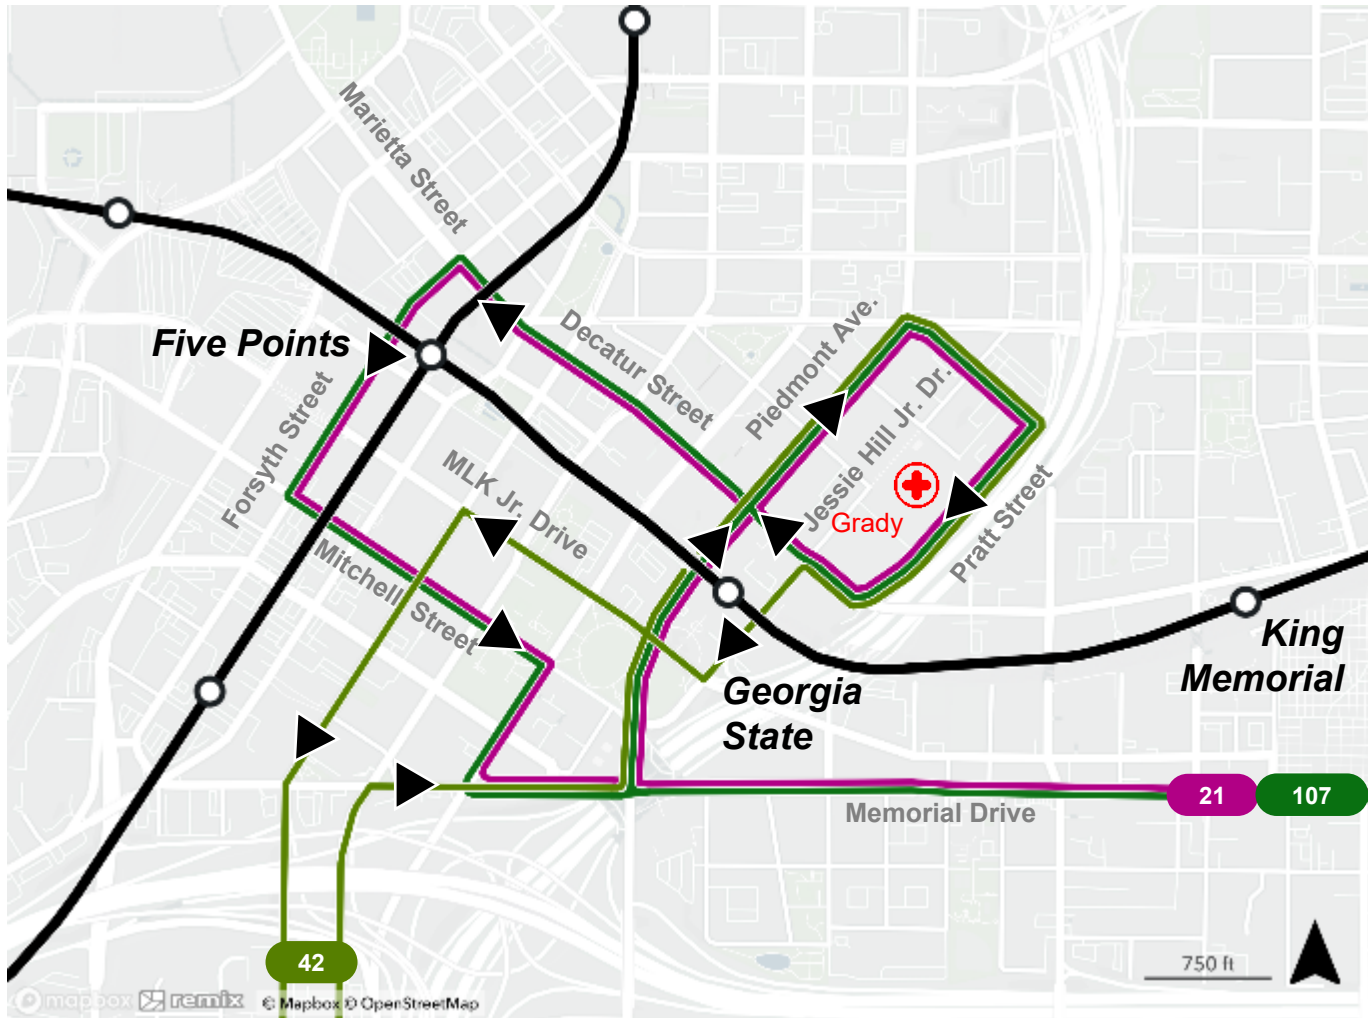 Marietta Street
Five Points
Decatur Street
Piedmont Ave.
Jessie Hill Jr. Dr.
Forsyth Street
MLK Jr. Drive
Grady
Pratt Street
Mitchell Street
King
Memorial
Georgia
State
21
107
Memorial Drive
42
750 ft
mapbox remix © Mapbox © OpenStreetMap